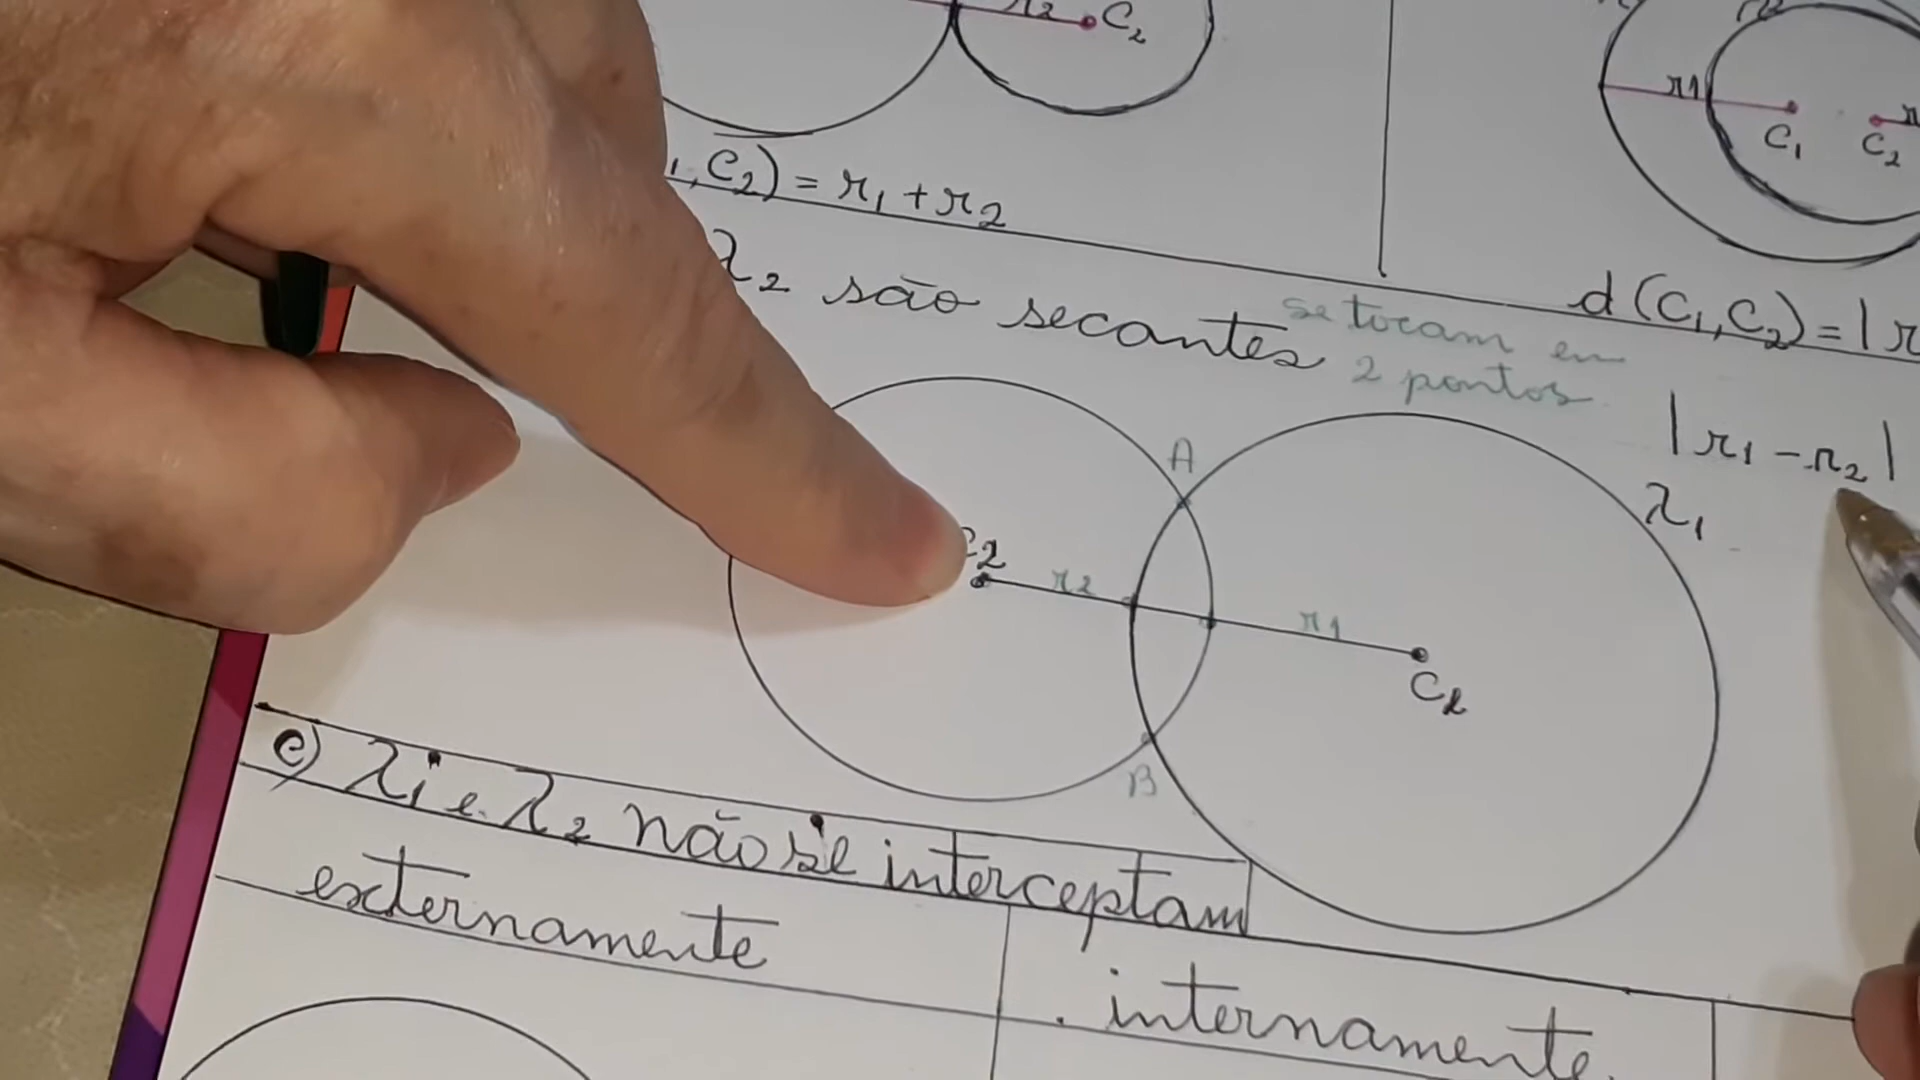 r2 C2
r1
C1 C2
,C2) = r1 + r2
λ2 são secantes
se tocam em
2 pontos
d(C1,C2) = |r
|r1 - r2|
λ1
A
C2
r2
r1
C1
B
e) λ1 e λ2 não se interceptam
externamente
internamente